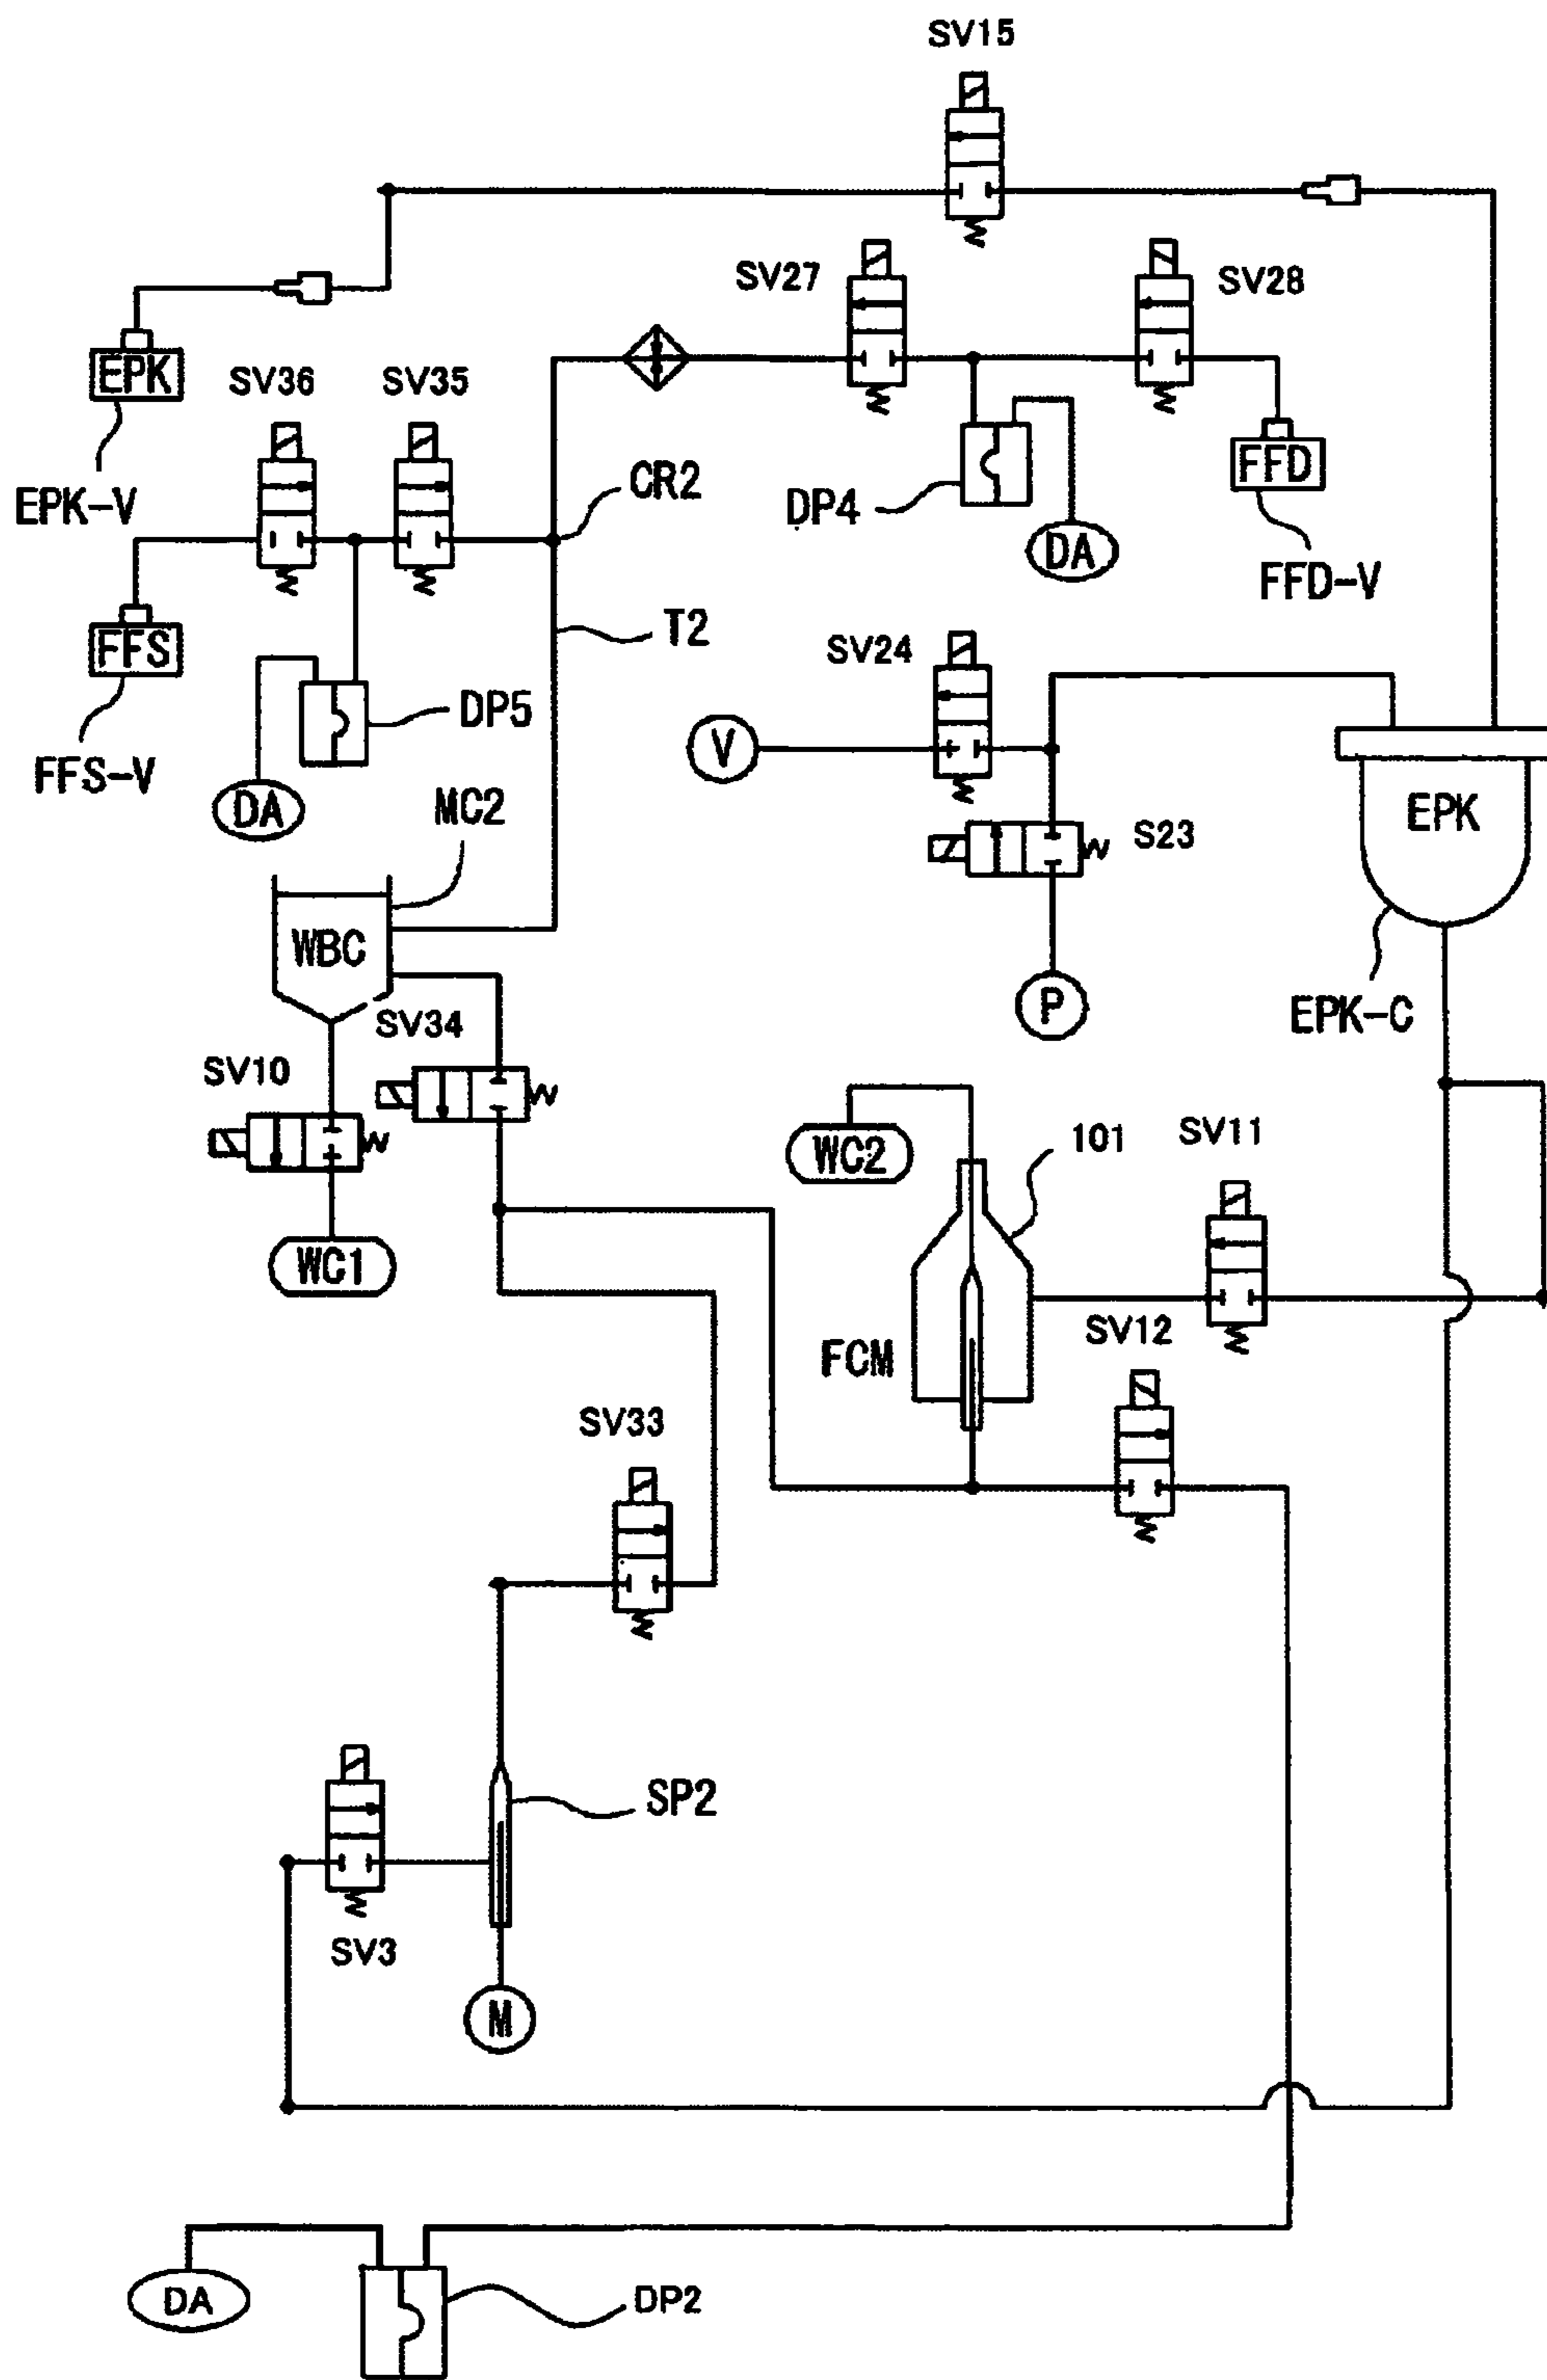 SV15
SV27
SV28
EPK
SV36
SV35
CR2
DP4
FFD
EPK-V
DA
FFD-V
T2
SV24
FFS
DP5
V
FFS-V
DA
MC2
EPK
S23
WBC
P
EPK-C
SV34
SV10
WC2
101
SV11
WC1
SV12
FCM
SV33
SP2
SV3
M
DA
DP2